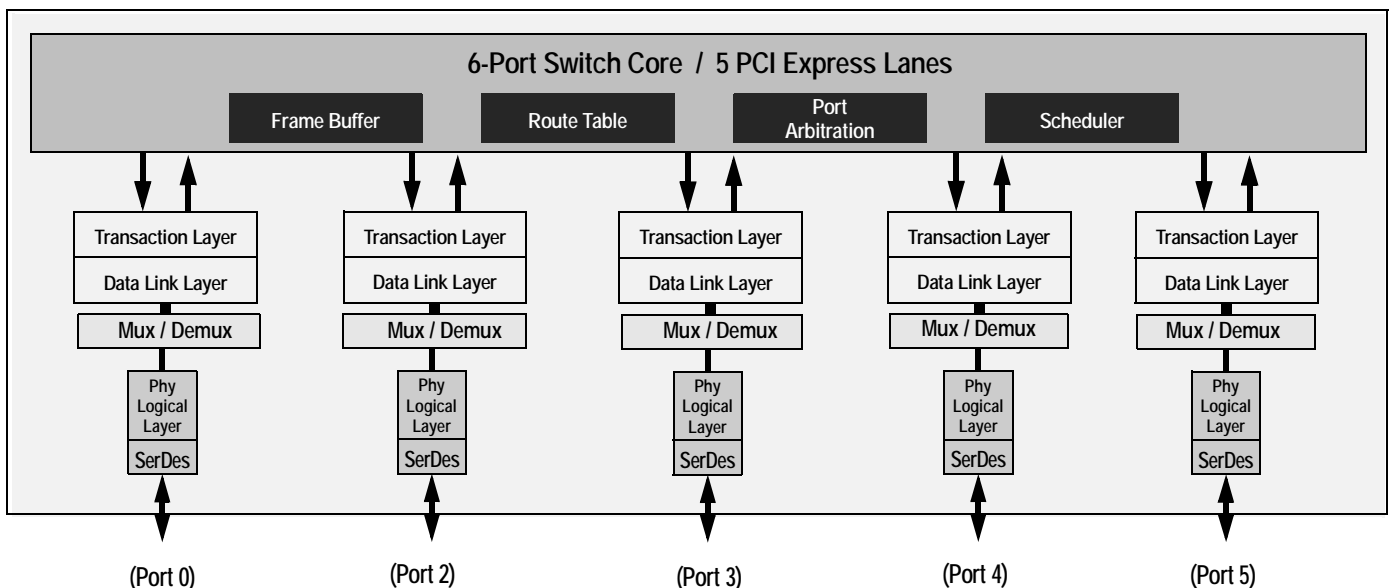 6-Port Switch Core / 5 PCI Express Lanes
Frame Buffer
Route Table
Port
Arbitration
Scheduler
Transaction Layer
Data Link Layer
Mux / Demux
Phy
Logical
Layer
SerDes
(Port 0)
Transaction Layer
Data Link Layer
Mux / Demux
Phy
Logical
Layer
SerDes
(Port 2)
Transaction Layer
Data Link Layer
Mux / Demux
Phy
Logical
Layer
SerDes
(Port 3)
Transaction Layer
Data Link Layer
Mux / Demux
Phy
Logical
Layer
SerDes
(Port 4)
Transaction Layer
Data Link Layer
Mux / Demux
Phy
Logical
Layer
SerDes
(Port 5)